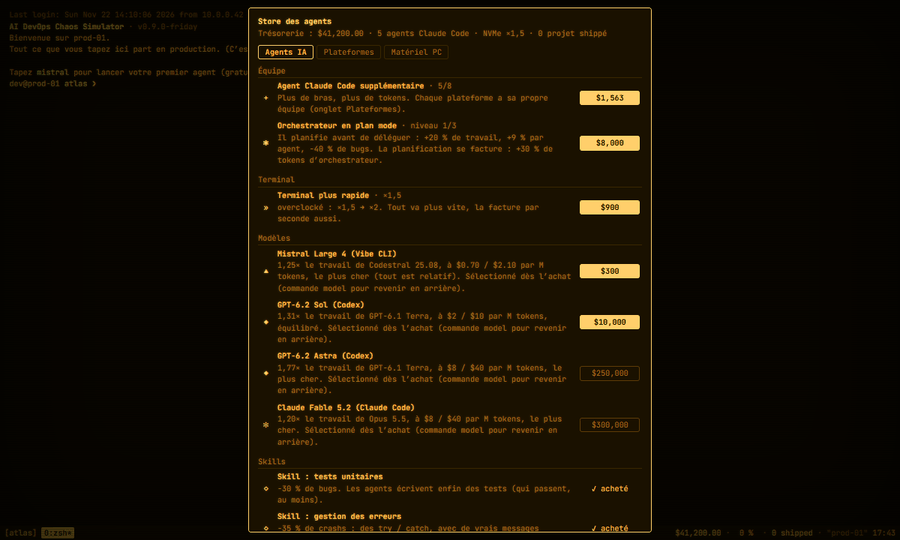 Last login: Sun Nov 22 14:10:06 2026 from 10.0.0.42
AI DevOps Chaos Simulator · v0.9.0-friday
Bienvenue sur prod-01.
Tout ce que vous tapez ici part en production. (C'es
Tapez mistral pour lancer votre premier agent (gratu
dev@prod-01 atlas ❯
Store des agents
Trésorerie : $41,200.00 · 5 agents Claude Code · NVMe ×1,5 · 0 projet shippé
Agents IA
Plateformes
Matériel PC
Équipe
Agent Claude Code supplémentaire · 5/8
Plus de bras, plus de tokens. Chaque plateforme a sa propre
équipe (onglet Plateformes).
$1,563
Orchestrateur en plan mode · niveau 1/3
Il planifie avant de déléguer : +20 % de travail, +9 % par
agent, -40 % de bugs. La planification se facture : +30 % de
tokens d'orchestrateur.
$8,000
Terminal
Terminal plus rapide · ×1,5
overclocké : ×1,5 → ×2. Tout va plus vite, la facture par
seconde aussi.
$900
Modèles
Mistral Large 4 (Vibe CLI)
1,25× le travail de Codestral 25.08, à $0.70 / $2.10 par M
tokens, le plus cher (tout est relatif). Sélectionné dès l'achat
(commande model pour revenir en arrière).
$300
GPT-6.2 Sol (Codex)
1,31× le travail de GPT-6.1 Terra, à $2 / $10 par M tokens,
équilibré. Sélectionné dès l'achat (commande model pour revenir
en arrière).
$10,000
GPT-6.2 Astra (Codex)
1,77× le travail de GPT-6.1 Terra, à $8 / $40 par M tokens, le
plus cher. Sélectionné dès l'achat (commande model pour revenir
en arrière).
$250,000
Claude Fable 5.2 (Claude Code)
1,20× le travail de Opus 5.5, à $8 / $40 par M tokens, le plus
cher. Sélectionné dès l'achat (commande model pour revenir en
arrière).
$300,000
Skills
Skill : tests unitaires
-30 % de bugs. Les agents écrivent enfin des tests (qui passent,
au moins).
✓ acheté
Skill : gestion des erreurs
-35 % de crashs : des try / catch, avec de vrais messages
✓ acheté
[atlas] 0:zsh*
$41,200.00 · 0 % · 0 shipped · "prod-01" 17:43